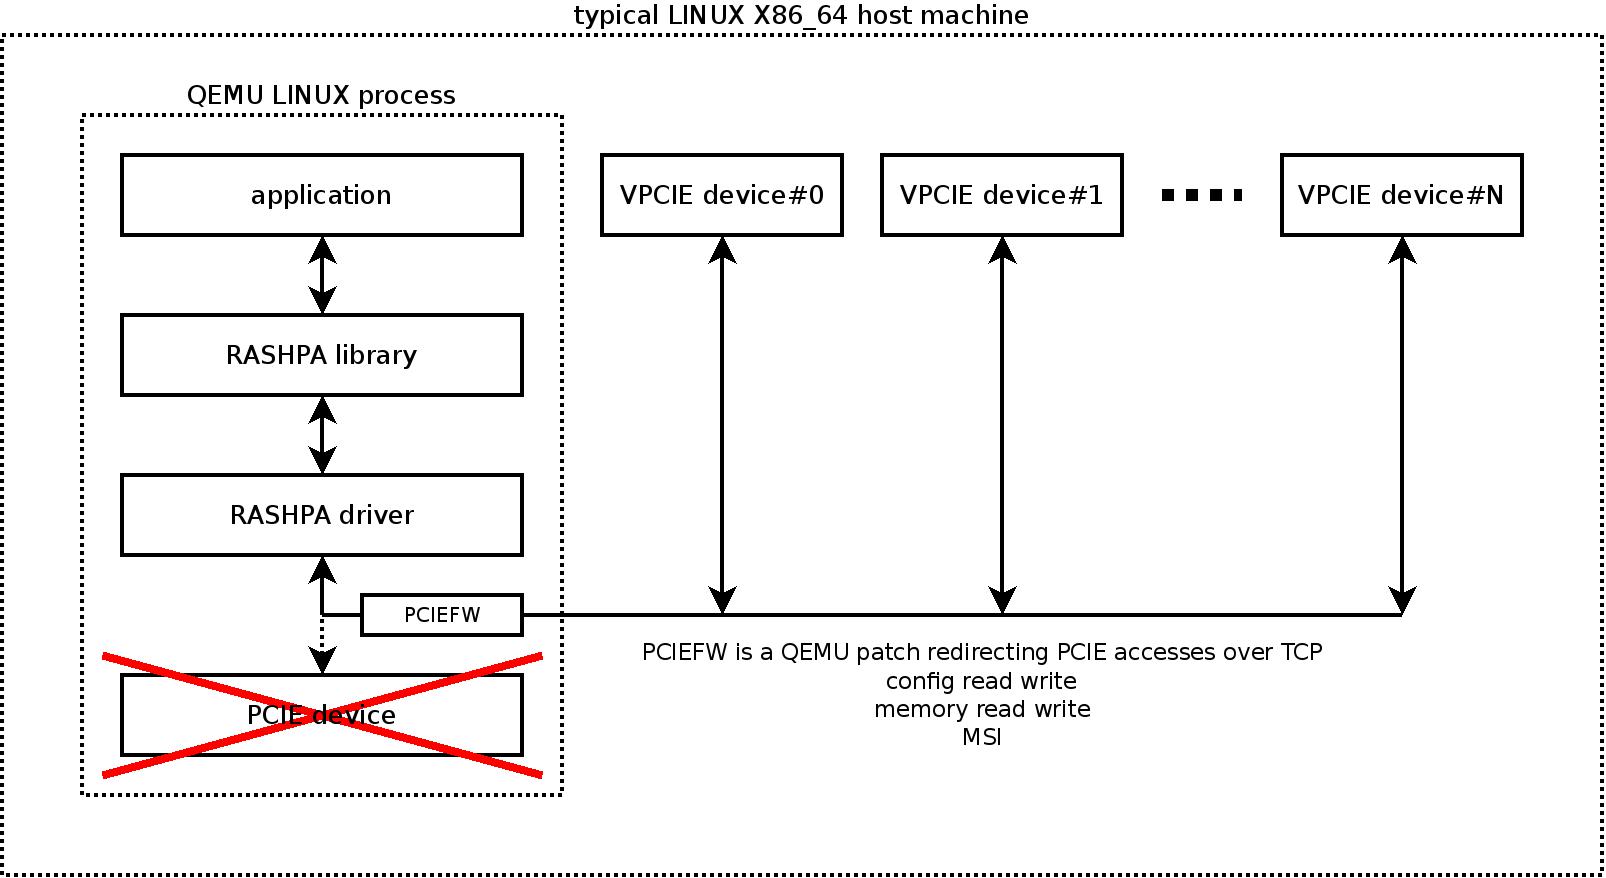 typical LINUX X86_64 host machine
QEMU LINUX process
application
VPCIE device#0
VPCIE device#1
VPCIE device#N
RASHPA library
RASHPA driver
PCIEFW
PCIEFW is a QEMU patch redirecting PCIE accesses over TCP
config read write
memory read write
MSI
PCIE device